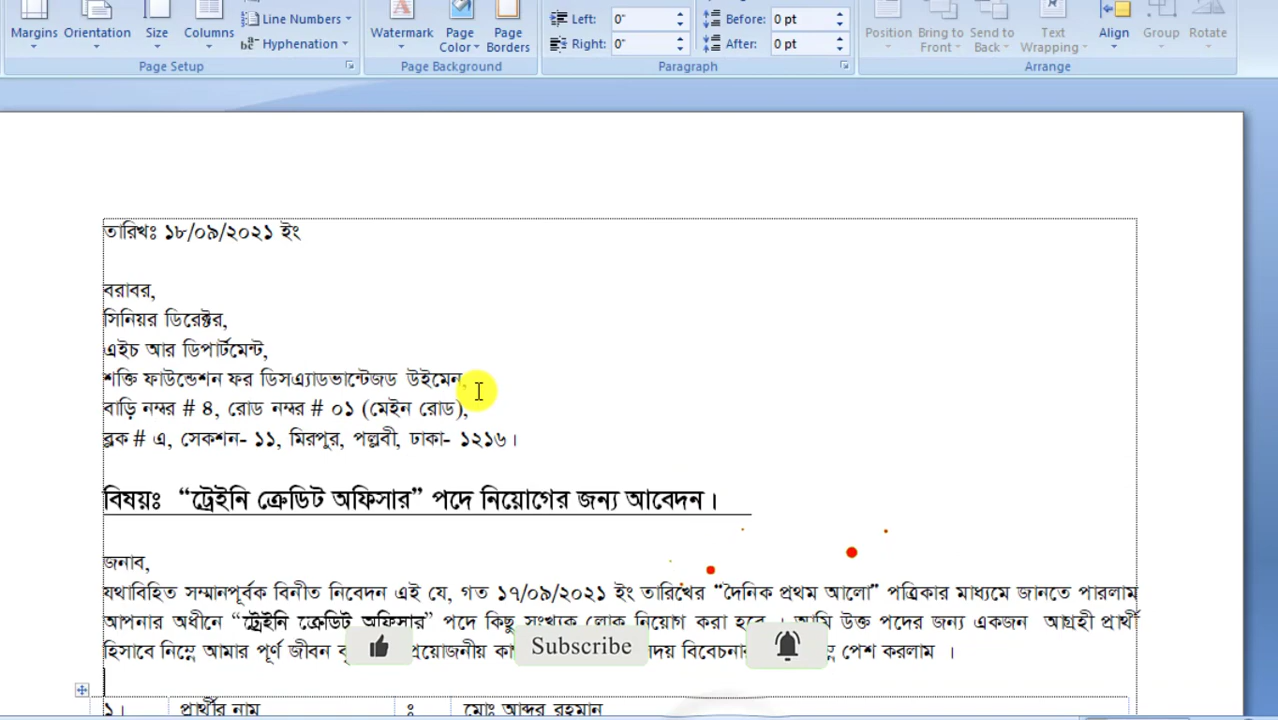 Margins Orientation Size Columns Line Numbers Hyphenation Page Setup
Watermark Page Color Page Borders Page Background
Left: 0" Before: 0 pt
Right: 0" After: 0 pt
Paragraph
Position Bring to Front Send to Back Text Wrapping Align Group Rotate
Arrange
তারিখঃ ১৮/০৯/২০২১ ইং
বরাবর,
সিনিয়র ডিরেক্টর,
এইচ আর ডিপার্টমেন্ট,
শক্তি ফাউন্ডেশন ফর ডিসএ্যাডভান্টেজড উইমেন,
বাড়ি নম্বর # ৪, রোড নম্বর # ০১ (মেইন রোড),
ব্লক # এ, সেকশন- ১১, মিরপুর, পল্লবী, ঢাকা- ১২১৬।
বিষয়ঃ “ট্রেইনি ক্রেডিট অফিসার” পদে নিয়োগের জন্য আবেদন।
জনাব,
যথাবিহিত সম্মানপূর্বক বিনীত নিবেদন এই যে, গত ১৭/০৯/২০২১ ইং তারিখের “দৈনিক প্রথম আলো” পত্রিকার মাধ্যমে জানতে পারলাম
আপনার অধীনে “ট্রেইনি ক্রেডিট অফিসার” পদে কিছু সংখ্যক লোক নিয়োগ করা হবে । আমি উক্ত পদের জন্য একজন আগ্রহী প্রার্থী
হিসাবে নিম্নে আমার পূর্ণ জীবন বিবেচনার পেশ করলাম ।
Subscribe
১। প্রার্থীর নাম : মোঃ আব্দুর রহমান